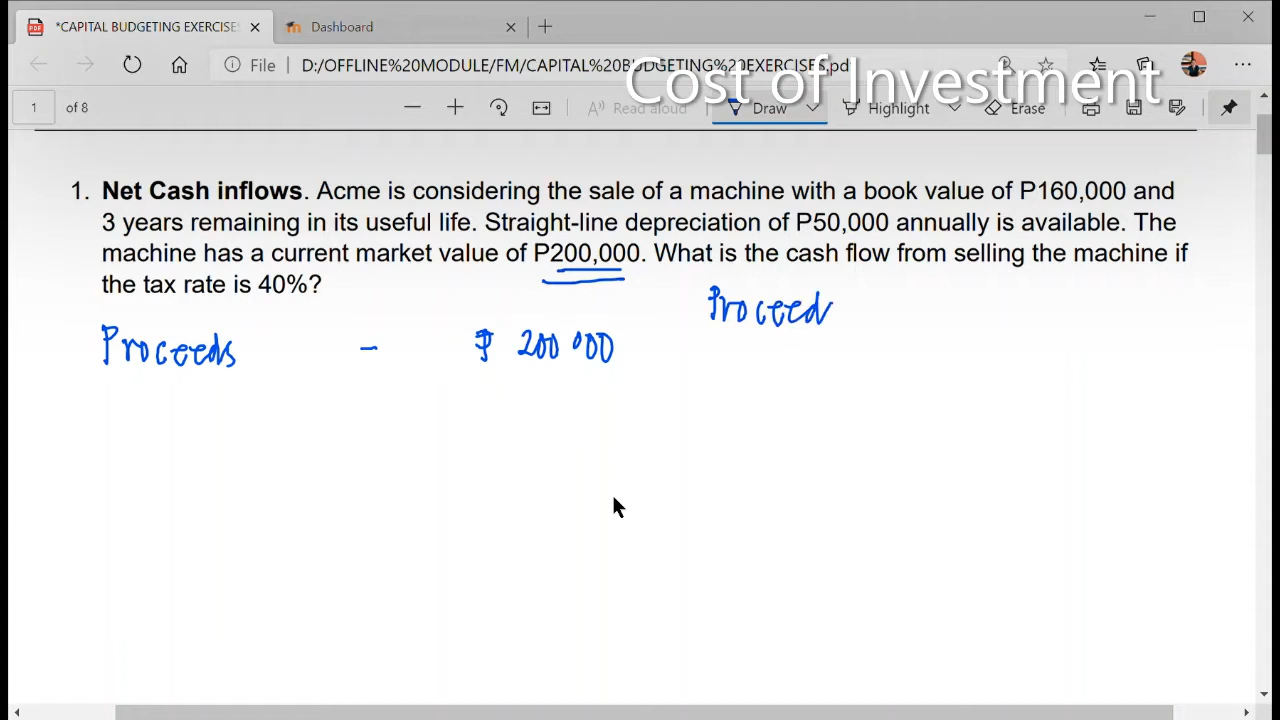 *CAPITAL BUDGETING EXERCISE
Dashboard
File | D:/OFFLINE%20MODULE/FM/CAPITAL%20BUDGETING%20EXERCISES.pd
Cost of Investment
1 of 8
Read aloud
Draw
Highlight
Erase
1. Net Cash inflows. Acme is considering the sale of a machine with a book value of P160,000 and
3 years remaining in its useful life. Straight-line depreciation of P50,000 annually is available. The
machine has a current market value of P200,000. What is the cash flow from selling the machine if
the tax rate is 40%?
Proceed
Proceeds - ₱ 200 000